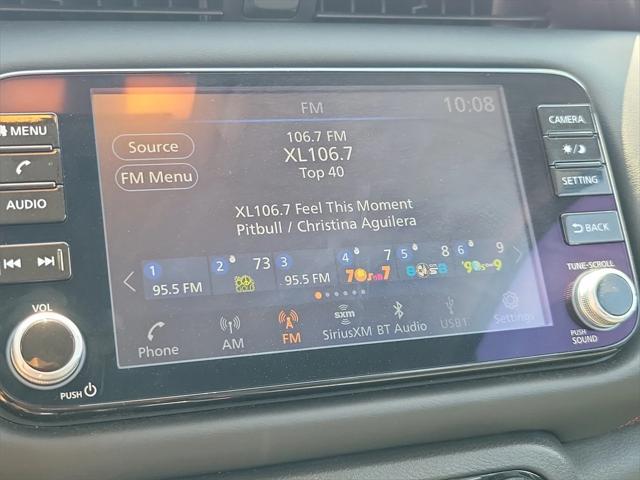 FM 10:08
MENU
CAMERA
Source
106.7 FM
XL106.7
Top 40
FM Menu
SETTING
AUDIO
XL106.7 Feel This Moment
Pitbull / Christina Aguilera
BACK
1 2 73 3 4 7 5 8 6 9
95.5 FM 95.5 FM
TUNE·SCROLL
VOL
Phone AM FM sxm SiriusXM BT Audio USB1 Settings
PUSH
PUSH SOUND